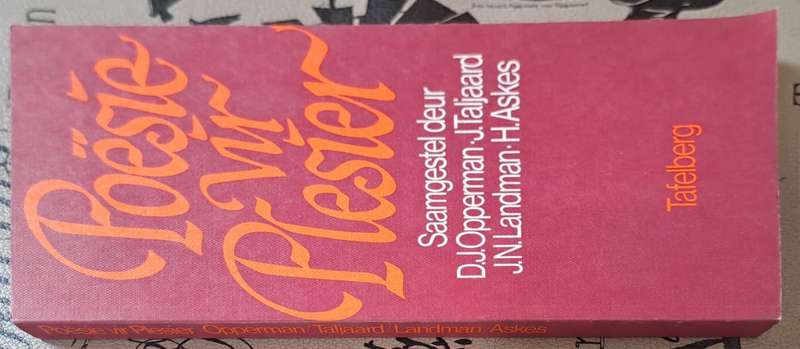 Poësie
vir
Plesier
Saamgestel deur
D.J. Opperman · J. Taljaard
J.N. Landman · H. Askes
Tafelberg
Poësie vir Plesier Opperman/Taljaard/Landman/Askes